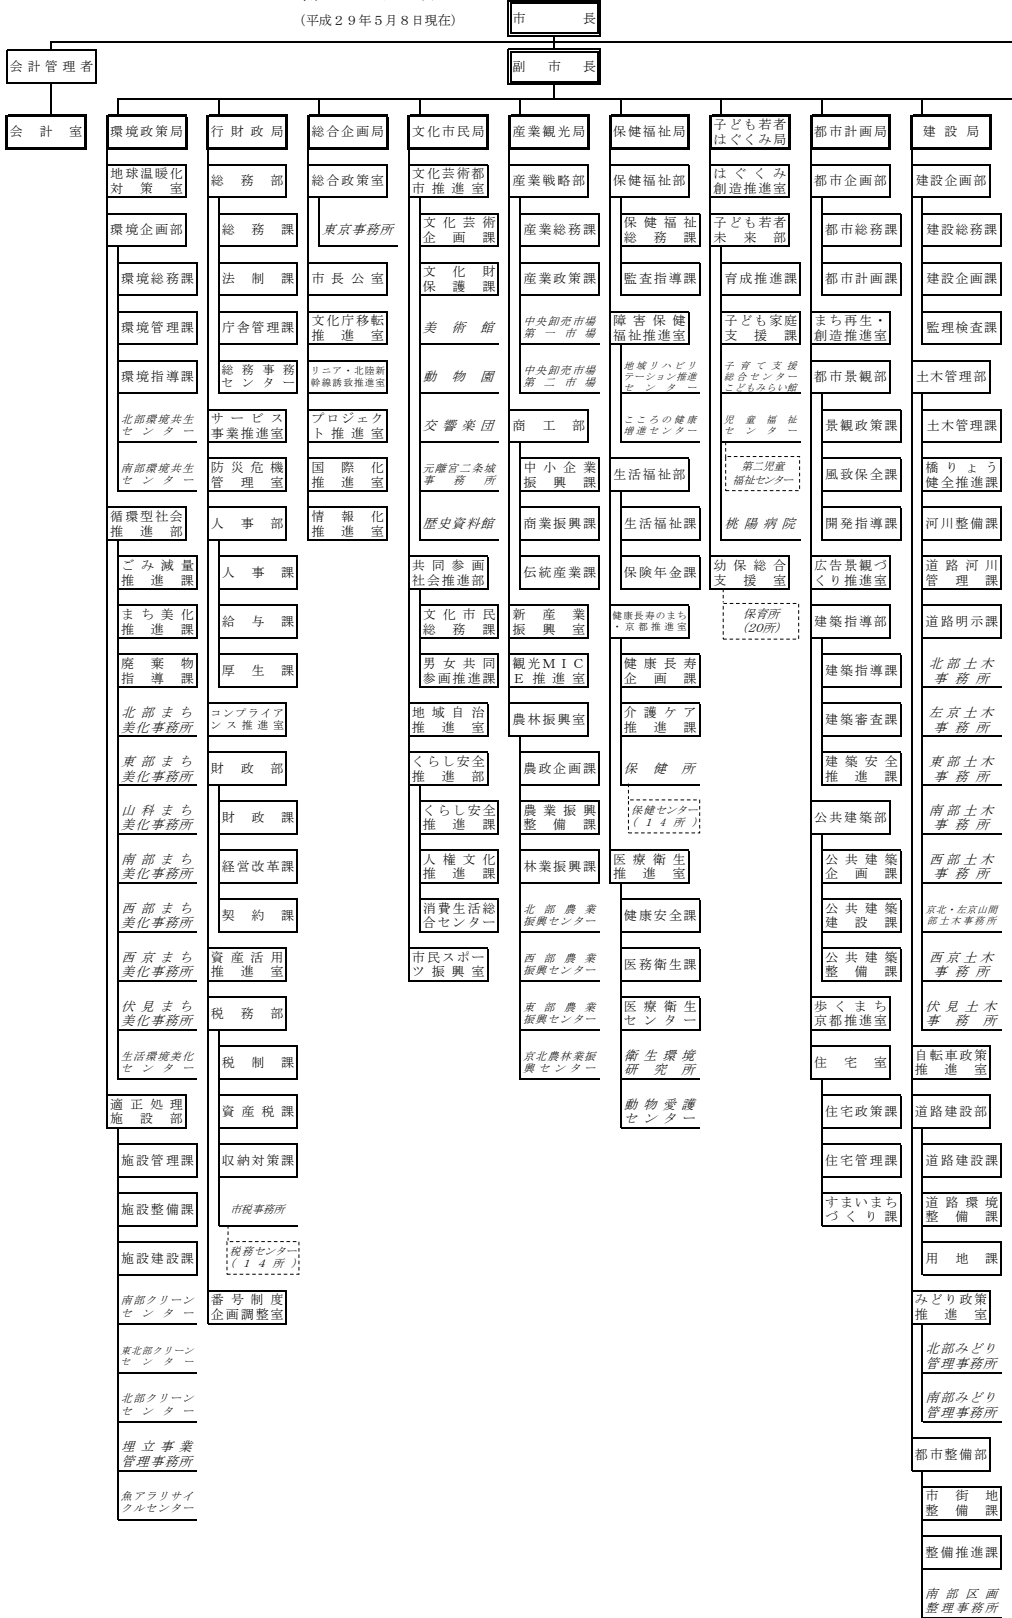 (平成２９年５月８日現在)
市長
会計管理者
副市長
会計室
環境政策局
地球温暖化
対策室
環境企画部
環境総務課
環境管理課
環境指導課
北部環境共生
センター
南部環境共生
センター
循環型社会
推進部
ごみ減量
推進課
まち美化
推進課
廃棄物
指導課
北部まち
美化事務所
東部まち
美化事務所
山科まち
美化事務所
南部まち
美化事務所
西部まち
美化事務所
西京まち
美化事務所
伏見まち
美化事務所
生活環境美化
センター
適正処理
施設部
施設管理課
施設整備課
施設建設課
南部クリーン
センター
東北部クリーン
センター
北部クリーン
センター
埋立事業
管理事務所
魚アラリサイ
クルセンター
行財政局
総務部
総務課
法制課
庁舎管理課
総務事務
センター
サービス
事業推進室
防災危機
管理室
人事部
人事課
給与課
厚生課
コンプライア
ンス推進室
財政部
財政課
経営改革課
契約課
資産活用
推進室
税務部
税制課
資産税課
収納対策課
市税事務所
税務センター
(14所)
番号制度
企画調整室
総合企画局
総合政策室
東京事務所
市長公室
文化庁移転
推進室
リニア・北陸新
幹線誘致推進室
プロジェク
ト推進室
国際化
推進室
情報化
推進室
文化市民局
文化芸術都
市推進室
文化芸術
企画課
文化財
保護課
美術館
動物園
交響楽団
元離宮二条城
事務所
歴史資料館
共同参画
社会推進部
文化市民
総務課
男女共同
参画推進課
地域自治
推進室
くらし安全
推進部
くらし安全
推進課
人権文化
推進課
消費生活総
合センター
市民スポー
ツ振興室
産業観光局
産業戦略部
産業総務課
産業政策課
中央卸売市場
第一市場
中央卸売市場
第二市場
商工部
中小企業
振興課
商業振興課
伝統産業課
新産業
振興室
観光ＭＩＣ
Ｅ推進室
農林振興室
農政企画課
農業振興
整備課
林業振興課
北部農業
振興センター
西部農業
振興センター
東部農業
振興センター
京北農林業振
興センター
保健福祉局
保健福祉部
保健福祉
総務課
監査指導課
障害保健
福祉推進室
地域リハビリ
テーション推進
センター
こころの健康
増進センター
生活福祉部
生活福祉課
保険年金課
健康長寿のまち
・京都推進室
健康長寿
企画課
介護ケア
推進課
保健所
保健センター
(14所)
医療衛生
推進室
健康安全課
医務衛生課
医療衛生
センター
衛生環境
研究所
動物愛護
センター
子ども若者
はぐくみ局
はぐくみ
創造推進室
子ども若者
未来部
育成推進課
子ども家庭
支援課
子育て支援
総合センター
こどもみらい館
児童福祉
センター
第二児童
福祉センター
桃陽病院
幼保総合
支援室
保育所
(20所)
都市計画局
都市企画部
都市総務課
都市計画課
まち再生・
創造推進室
都市景観部
景観政策課
風致保全課
開発指導課
広告景観づ
くり推進室
建築指導部
建築指導課
建築審査課
建築安全
推進課
公共建築部
公共建築
企画課
公共建築
建設課
公共建築
整備課
歩くまち
京都推進室
住宅室
住宅政策課
住宅管理課
すまいまち
づくり課
建設局
建設企画部
建設総務課
建設企画課
監理検査課
土木管理部
土木管理課
橋りょう
健全推進課
河川整備課
道路河川
管理課
道路明示課
北部土木
事務所
左京土木
事務所
東部土木
事務所
南部土木
事務所
西部土木
事務所
京北・左京山間
部土木事務所
西京土木
事務所
伏見土木
事務所
自転車政策
推進室
道路建設部
道路建設課
道路環境
整備課
用地課
みどり政策
推進室
北部みどり
管理事務所
南部みどり
管理事務所
都市整備部
市街地
整備課
整備推進課
南部区画
整理事務所